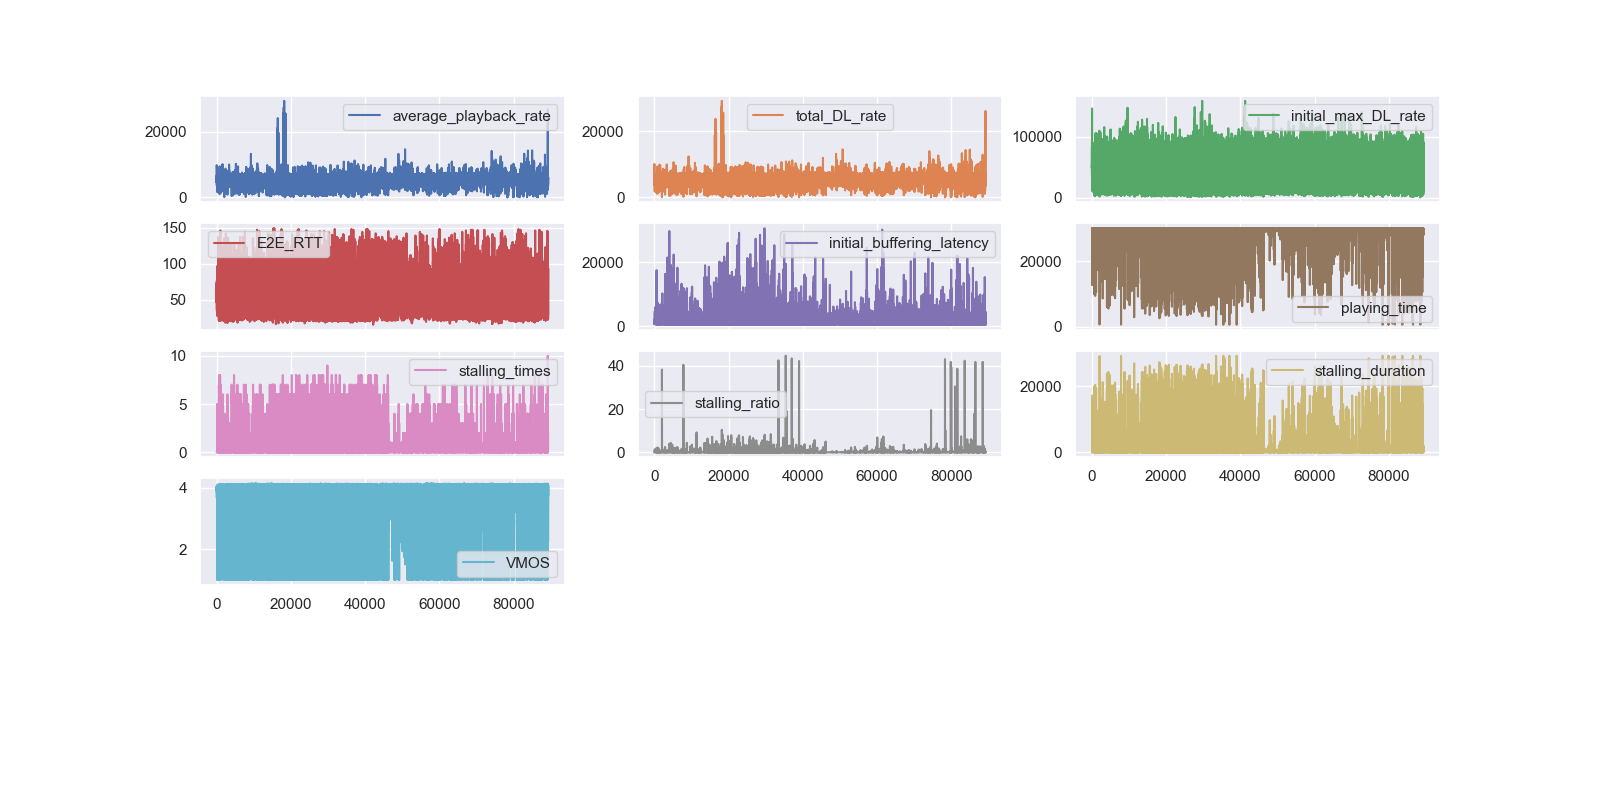 average_playback_rate
20000
0
total_DL_rate
20000
0
initial_max_DL_rate
100000
0
E2E_RTT
150
100
50
initial_buffering_latency
20000
0
playing_time
20000
0
stalling_times
10
5
0
stalling_ratio
40
20
0
0 20000 40000 60000 80000
stalling_duration
20000
0
0 20000 40000 60000 80000
VMOS
4
2
0 20000 40000 60000 80000